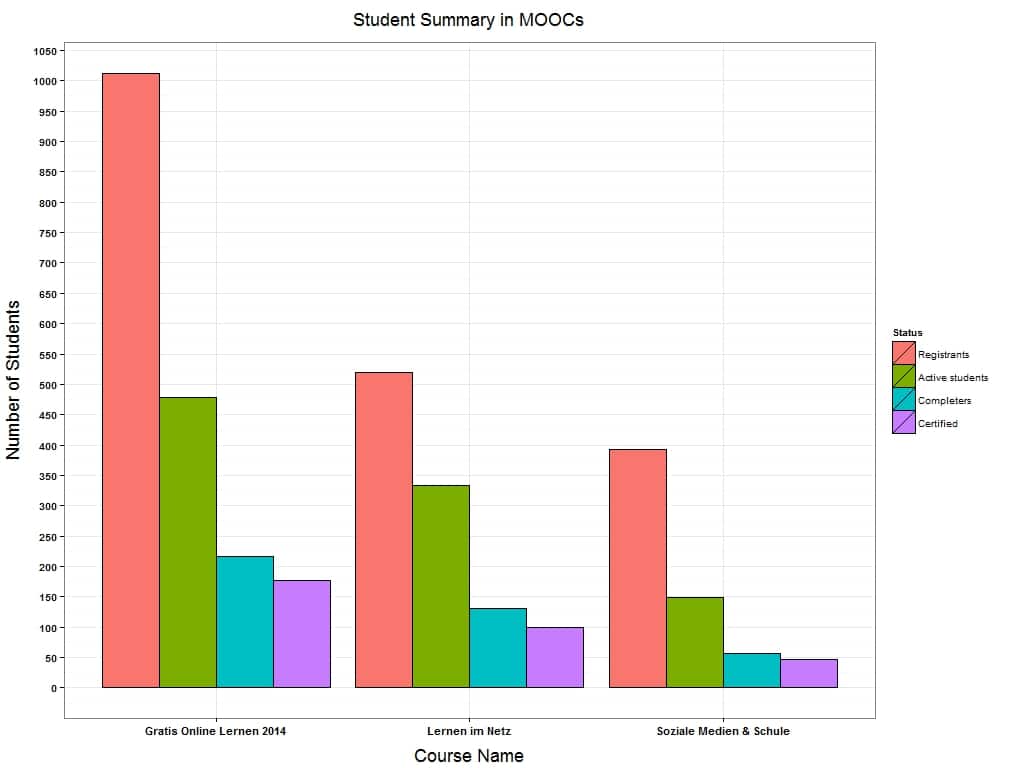 Student Summary in MOOCs
Number of Students
1050
1000
950
900
850
800
750
700
650
600
550
500
450
400
350
300
250
200
150
100
50
0
Gratis Online Lernen 2014
Lernen im Netz
Soziale Medien & Schule
Course Name
Status
Registrants
Active students
Completers
Certified